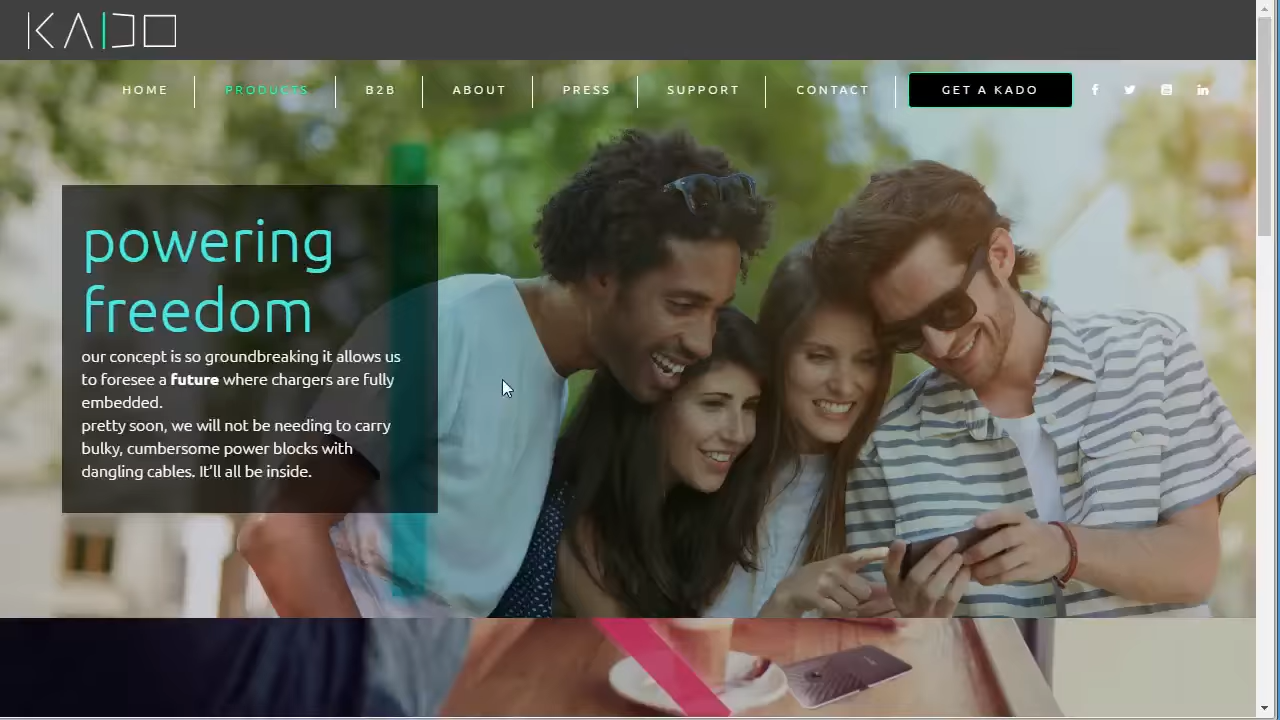 KADO
HOME PRODUCTS B2B ABOUT PRESS SUPPORT CONTACT GET A KADO
powering
freedom
our concept is so groundbreaking it allows us
to foresee a future where chargers are fully
embedded.
pretty soon, we will not be needing to carry
bulky, cumbersome power blocks with
dangling cables. It'll all be inside.